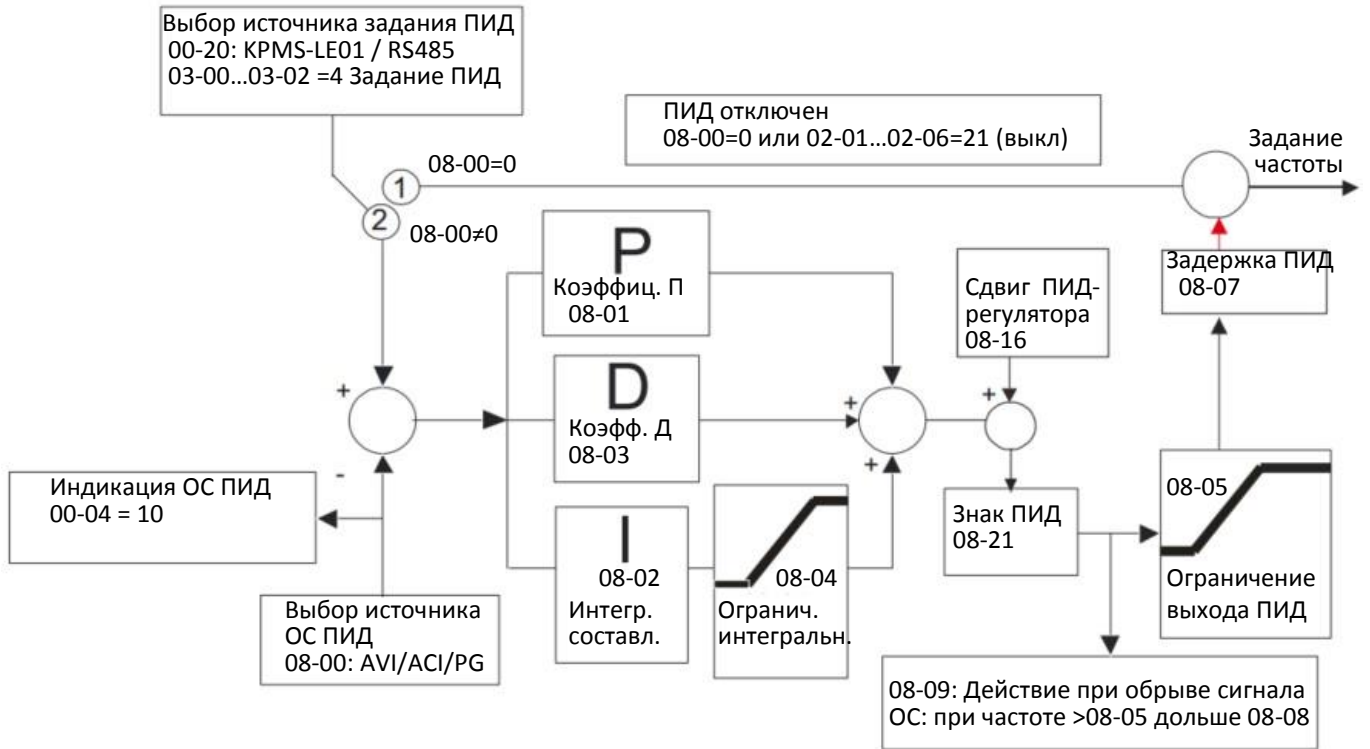 Выбор источника задания ПИД
00-20: KPMS-LE01 / RS485
03-00...03-02 =4 Задание ПИД
ПИД отключен
08-00=0 или 02-01...02-06=21 (выкл)
Задание
частоты
08-00=0
1
2
08-00≠0
P
Коэффиц. П
08-01
Сдвиг ПИД-
регулятора
08-16
Задержка ПИД
08-07
+
-
D
Коэфф. Д
08-03
+
+
+
Индикация ОС ПИД
00-04 = 10
I
08-02
Интегр.
составл.
08-04
Огранич.
интегральн.
Знак ПИД
08-21
08-05
Ограничение
выхода ПИД
Выбор источника
ОС ПИД
08-00: AVI/ACI/PG
08-09: Действие при обрыве сигнала
ОС: при частоте >08-05 дольше 08-08